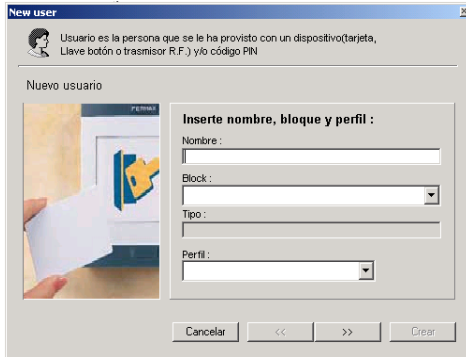 New user
Usuario es la persona que se le ha provisto con un dispositivo(tarjeta,
Llave botón o trasmisor R.F.) y/o código PIN
Nuevo usuario
FERMAX
Inserte nombre, bloque y perfil :
Nombre :
Block :
Tipo :
Perfil :
Cancelar
<<
>>
Crear